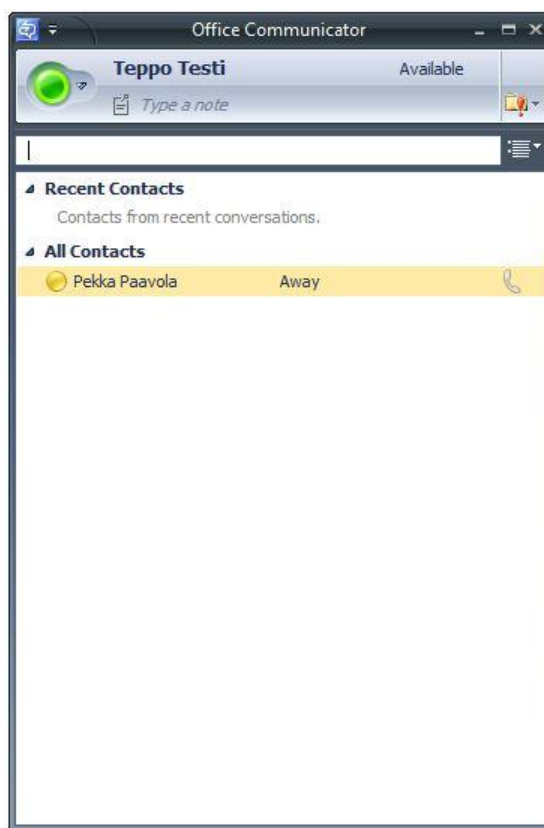 Office Communicator
Teppo Testi Available
Type a note
Recent Contacts
Contacts from recent conversations.
All Contacts
Pekka Paavola Away